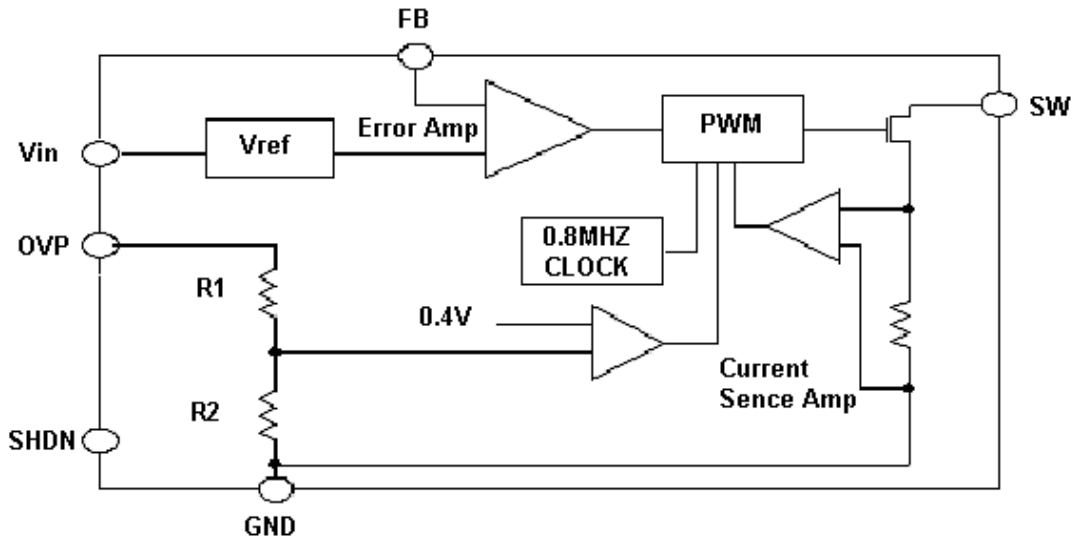 FB
SW
Error Amp
PWM
Vin
Vref
OVP
0.8MHZ
CLOCK
R1
0.4V
Current
Sence Amp
R2
SHDN
GND